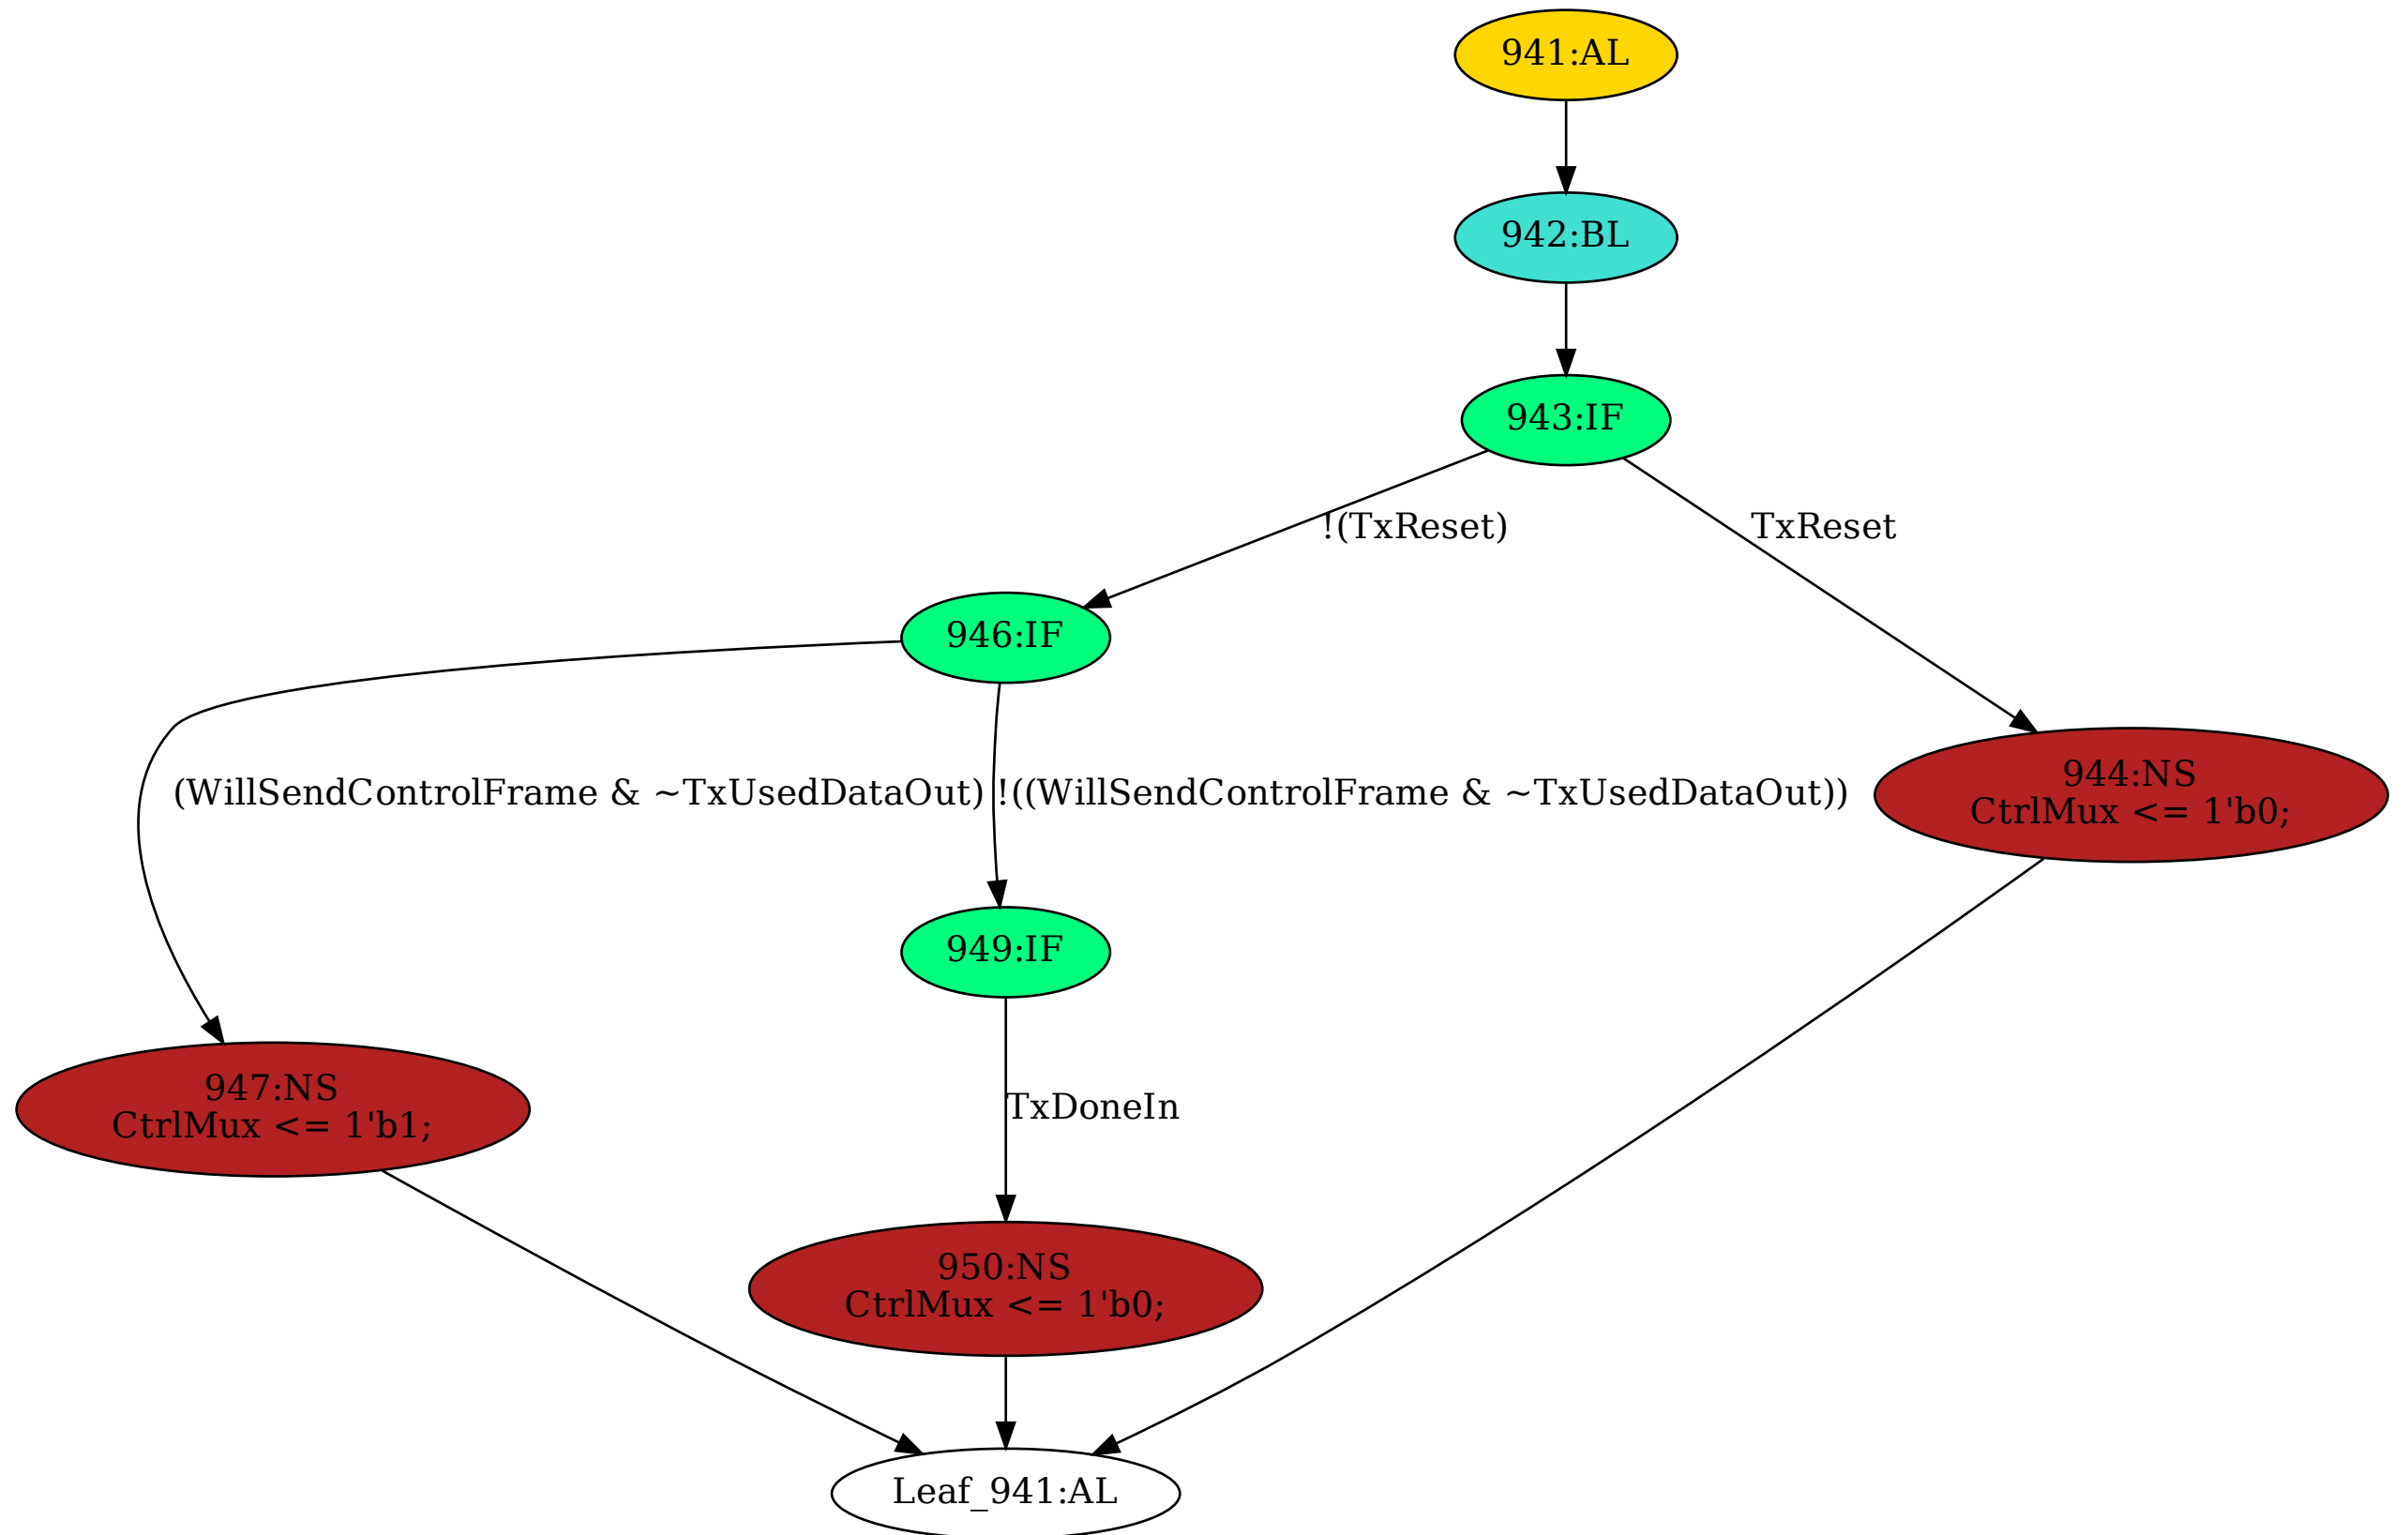 941:AL
942:BL
943:IF
!(TxReset)
TxReset
946:IF
944:NS
CtrlMux <= 1'b0;
(WillSendControlFrame & ~TxUsedDataOut)
!((WillSendControlFrame & ~TxUsedDataOut))
949:IF
947:NS
CtrlMux <= 1'b1;
TxDoneIn
950:NS
CtrlMux <= 1'b0;
Leaf_941:AL